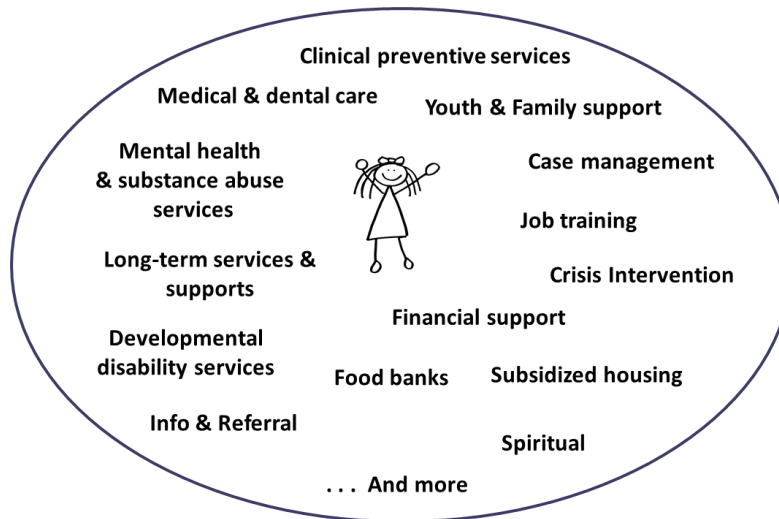 Clinical preventive services
Medical & dental care
Youth & Family support
Mental health
& substance abuse
services
Case management
Job training
Long-term services &
supports
Crisis Intervention
Financial support
Developmental
disability services
Food banks
Subsidized housing
Info & Referral
Spiritual
. . . And more